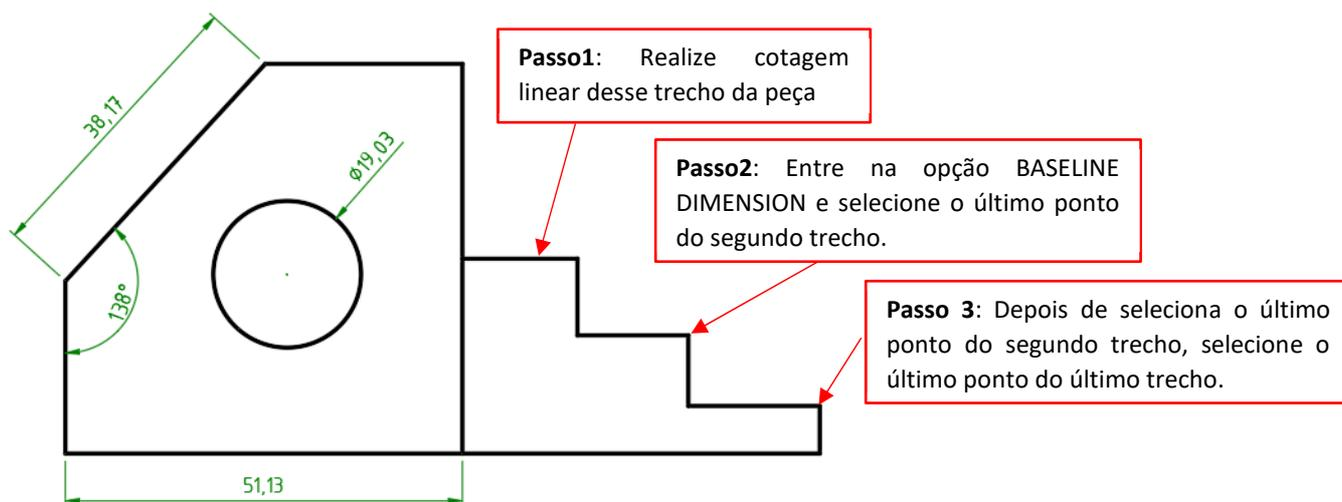 Passo1: Realize cotagem
linear desse trecho da peça
Passo2: Entre na opção BASELINE
DIMENSION e selecione o último ponto
do segundo trecho.
Passo 3: Depois de seleciona o último
ponto do segundo trecho, selecione o
último ponto do último trecho.
38,17
ϕ19,03
138°
51,13